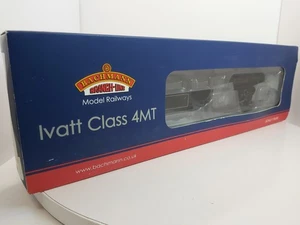 BACHMANN
BRANCH-LINE
Model Railways
Ivatt Class 4MT
www.bachmann.co.uk